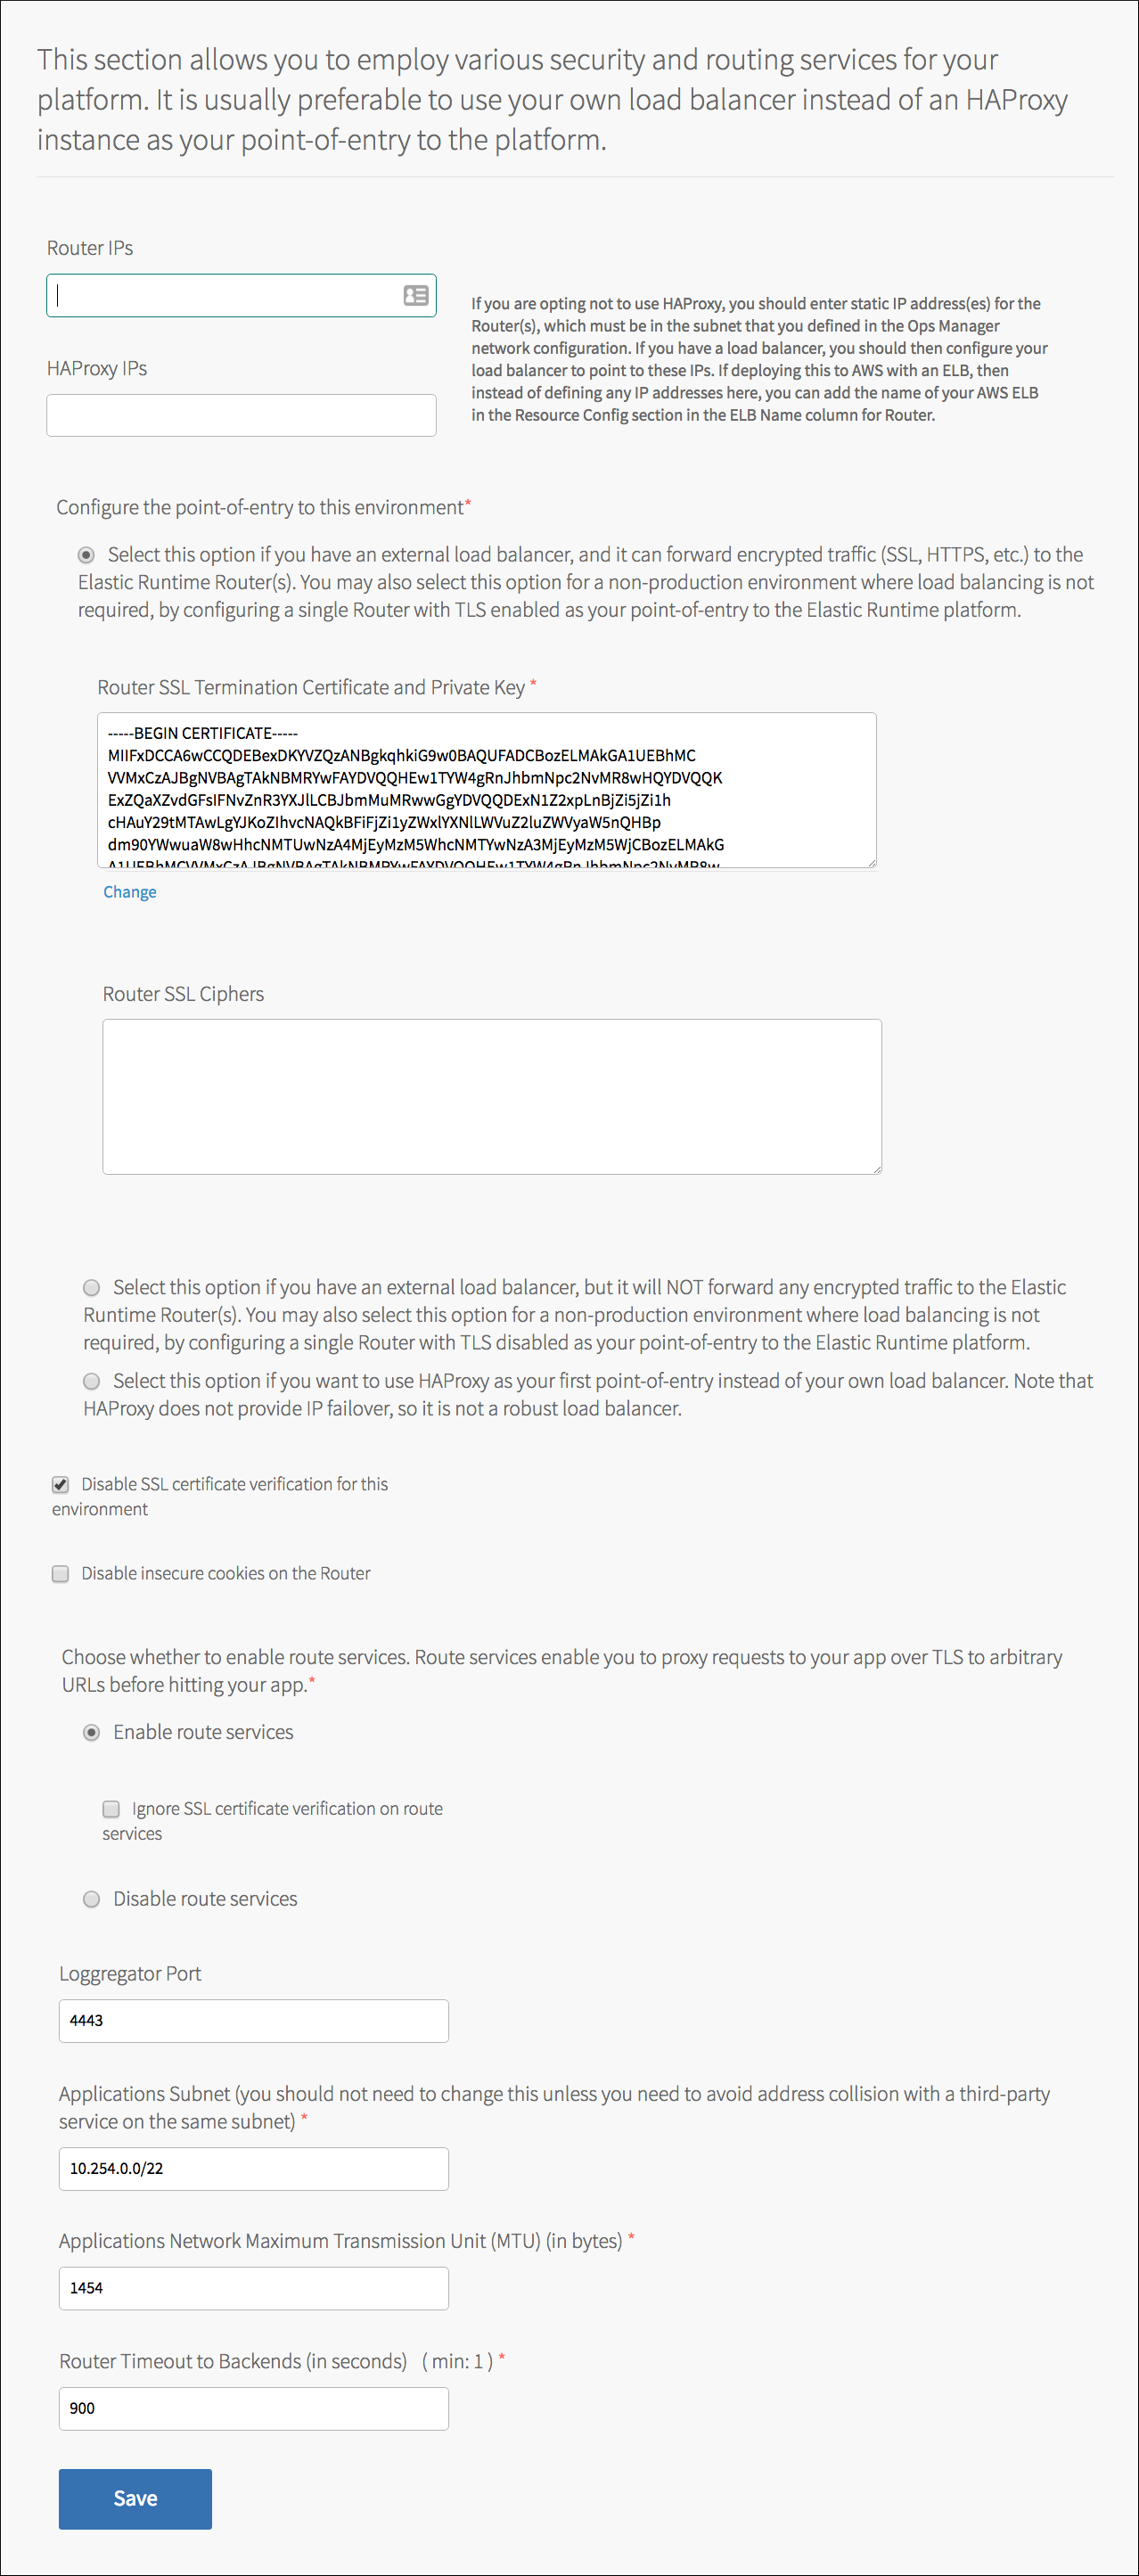 This section allows you to employ various security and routing services for your
platform. It is usually preferable to use your own load balancer instead of an HAProxy
instance as your point-of-entry to the platform.
Router IPs
If you are opting not to use HAProxy, you should enter static IP address(es) for the
Router(s), which must be in the subnet that you defined in the Ops Manager
network configuration. If you have a load balancer, you should then configure your
load balancer to point to these IPs. If deploying this to AWS with an ELB, then
instead of defining any IP addresses here, you can add the name of your AWS ELB
in the Resource Config section in the ELB Name column for Router.
HAProxy IPs
Configure the point-of-entry to this environment*
Select this option if you have an external load balancer, and it can forward encrypted traffic (SSL, HTTPS, etc.) to the
Elastic Runtime Router(s). You may also select this option for a non-production environment where load balancing is not
required, by configuring a single Router with TLS enabled as your point-of-entry to the Elastic Runtime platform.
Router SSL Termination Certificate and Private Key *
-----BEGIN CERTIFICATE-----
MIIFxDCCA6wCCQDEBexDKYVZQzANBgkqhkiG9w0BAQUFADCBozELMAkGA1UEBhMC
VVMxCzAJBgNVBAgTAkNBMRYwFAYDVQQHEw1TYW4gRnJhbmNpc2NvMR8wHQYDVQQK
ExZQaXZvdGFsIFNvZnR3YXJlLCBJbmMuMRwwGgYDVQQDExN1Z2xpLnBjZi5jZi1h
cHAuY29tMTAwLgYJKoZIhvcNAQkBFiFjZi1yZWxlYXNlLWVuZ2luZWVyaW5nQHBp
dm90YWwuaW8wHhcNMTUwNzA4MjEyMzM5WhcNMTYwNzA3MjEyMzM5WjCBozELMAkG
A1UEBhMCVVMxCzAJBgNVBAgTAkNBMRYwFAYDVQQHEw1TYW4gRnJhbmNpc2NvMR8w
Change
Router SSL Ciphers
Select this option if you have an external load balancer, but it will NOT forward any encrypted traffic to the Elastic
Runtime Router(s). You may also select this option for a non-production environment where load balancing is not
required, by configuring a single Router with TLS disabled as your point-of-entry to the Elastic Runtime platform.
Select this option if you want to use HAProxy as your first point-of-entry instead of your own load balancer. Note that
HAProxy does not provide IP failover, so it is not a robust load balancer.
Disable SSL certificate verification for this
environment
Disable insecure cookies on the Router
Choose whether to enable route services. Route services enable you to proxy requests to your app over TLS to arbitrary
URLs before hitting your app.*
Enable route services
Ignore SSL certificate verification on route
services
Disable route services
Loggregator Port
4443
Applications Subnet (you should not need to change this unless you need to avoid address collision with a third-party
service on the same subnet) *
10.254.0.0/22
Applications Network Maximum Transmission Unit (MTU) (in bytes) *
1454
Router Timeout to Backends (in seconds) ( min: 1 ) *
900
Save